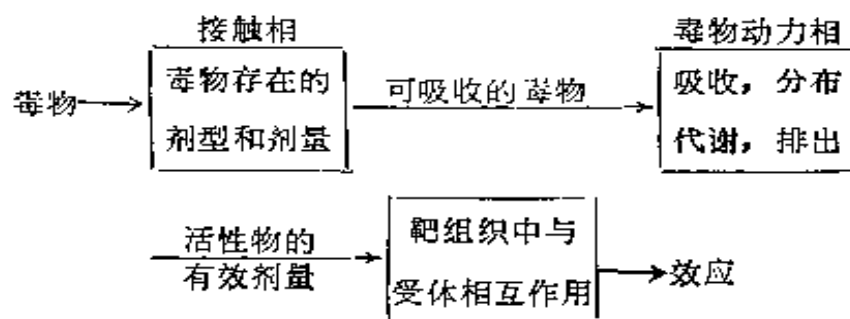 接触相
毒物动力相
毒物
毒物存在的
剂型和剂量
可吸收的毒物
吸收，分布
代谢，排出
活性物的
有效剂量
靶组织中与
受体相互作用
效应